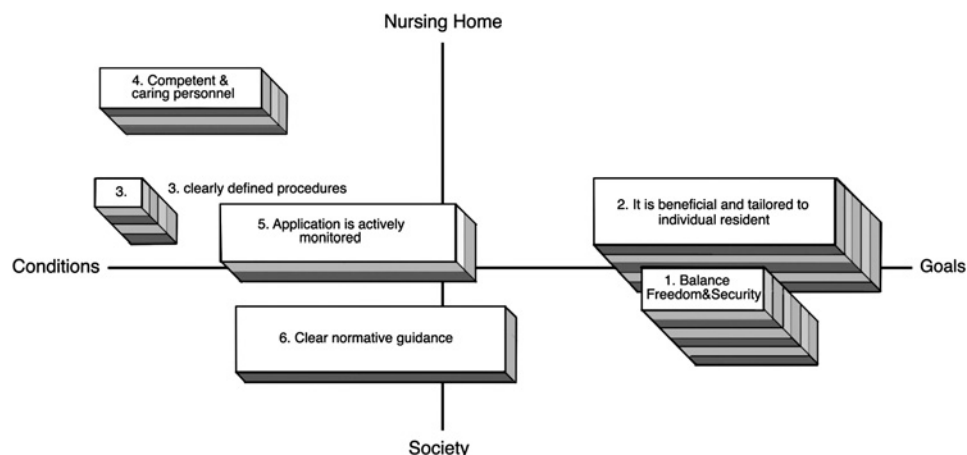 Nursing Home
4. Competent &
caring personnel
3.
3. clearly defined procedures
2. It is beneficial and tailored to
individual resident
5. Application is actively
monitored
Conditions
Goals
1. Balance
Freedom&Security
6. Clear normative guidance
Society